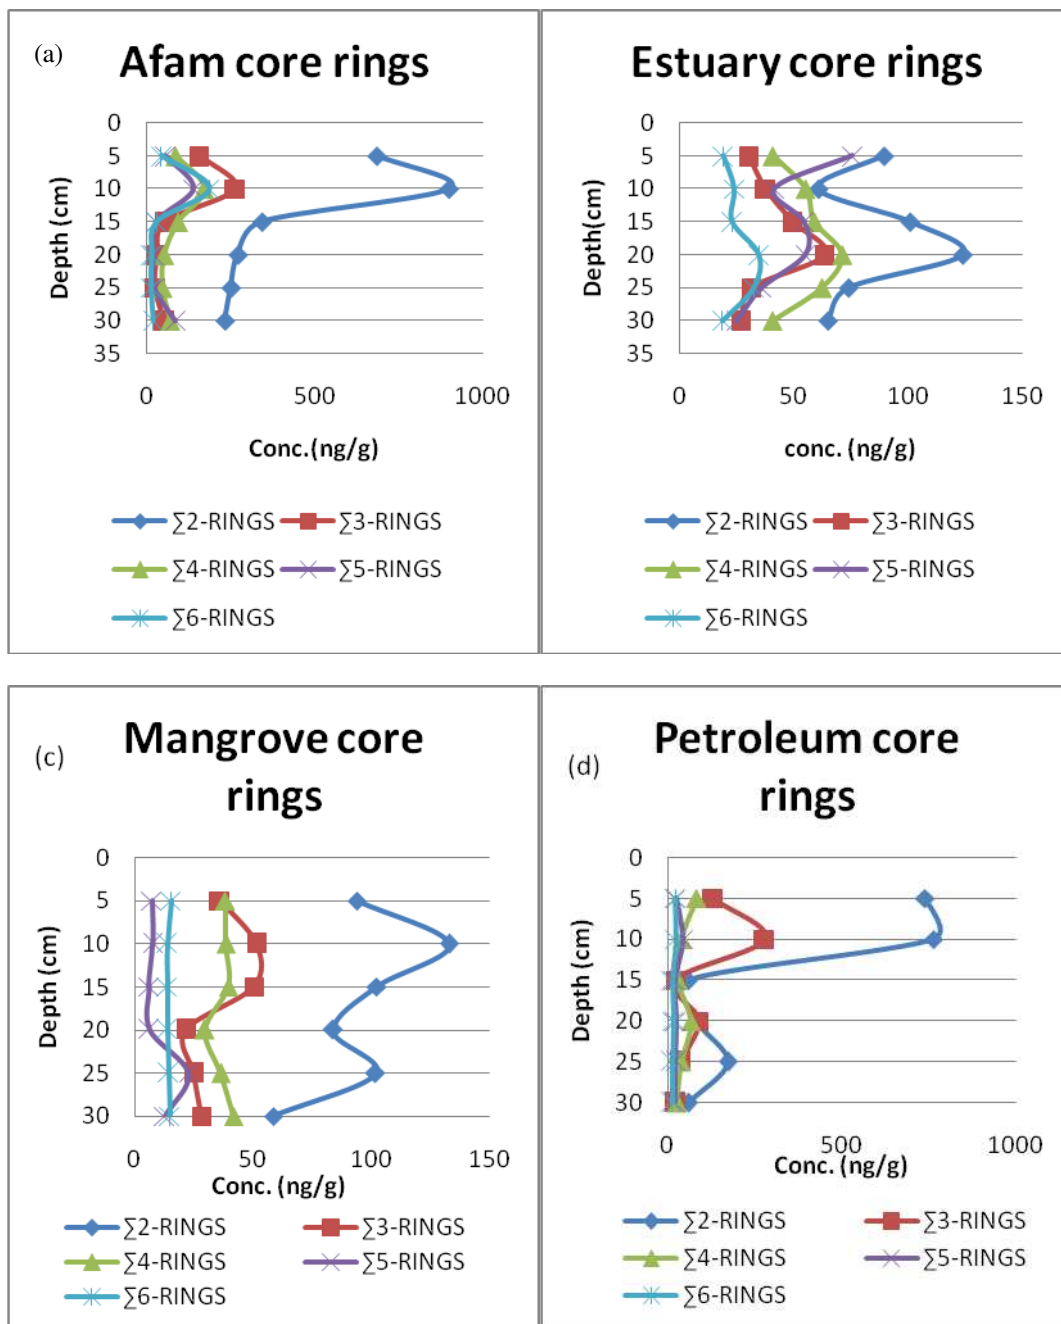 (a)
Afam core rings
0
5
10
15
20
25
30
35
Depth (cm)
0 500 1000
Conc.(ng/g)
∑2-RINGS ∑3-RINGS
∑4-RINGS ∑5-RINGS
∑6-RINGS
Estuary core rings
0
5
10
15
20
25
30
35
Depth(cm)
0 50 100 150
conc. (ng/g)
∑2-RINGS ∑3-RINGS
∑4-RINGS ∑5-RINGS
∑6-RINGS
(c)
Mangrove core
rings
0
5
10
15
20
25
30
Depth (cm)
0 50 100 150
Conc. (ng/g)
∑2-RINGS ∑3-RINGS
∑4-RINGS ∑5-RINGS
∑6-RINGS
(d)
Petroleum core
rings
0
5
10
15
20
25
30
Depth (cm)
0 500 1000
Conc. (ng/g)
∑2-RINGS ∑3-RINGS
∑4-RINGS ∑5-RINGS
∑6-RINGS